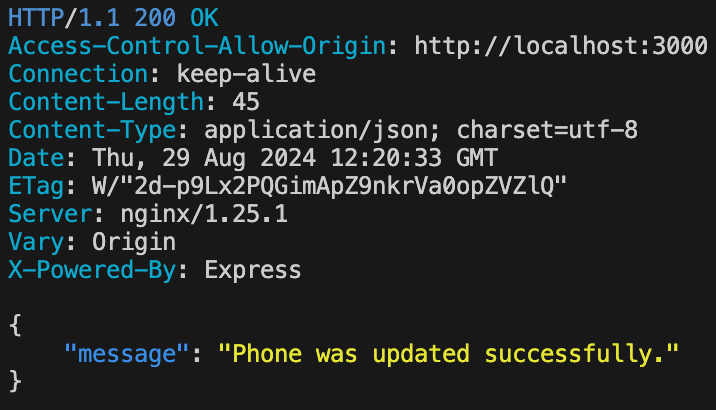 HTTP/1.1 200 OK
Access-Control-Allow-Origin: http://localhost:3000
Connection: keep-alive
Content-Length: 45
Content-Type: application/json; charset=utf-8
Date: Thu, 29 Aug 2024 12:20:33 GMT
ETag: W/"2d-p9Lx2PQGimApZ9nkrVa0opZVZlQ"
Server: nginx/1.25.1
Vary: Origin
X-Powered-By: Express
{
"message": "Phone was updated successfully."
}